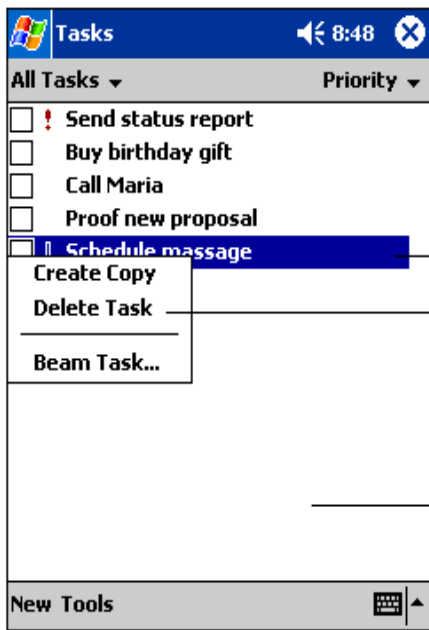 Tasks 8:48
All Tasks Priority
! Send status report
Buy birthday gift
Call Maria
Proof new proposal
Schedule massage
Create Copy
Delete Task
Beam Task...
New Tools